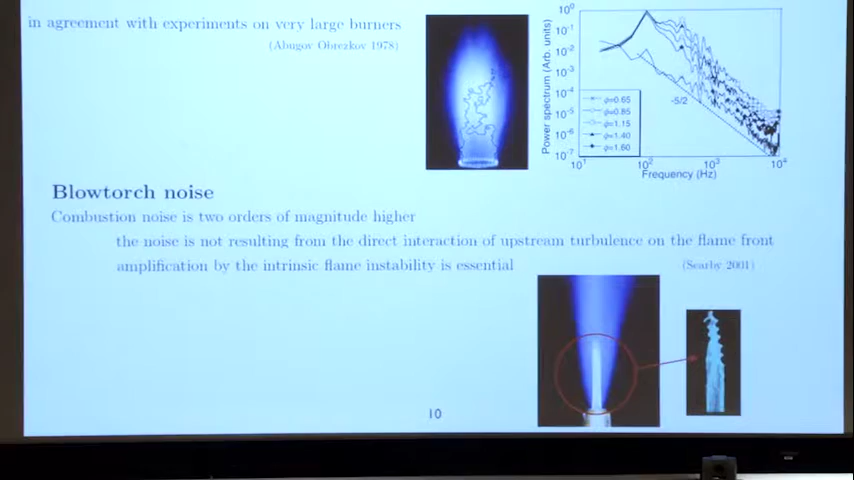 in agreement with experiments on very large burners
(Abugov Obrezkov 1978)
Power spectrum (Arb. units)
10⁰
10⁻¹
10⁻²
10⁻³
10⁻⁴
10⁻⁵
10⁻⁶
10⁻⁷
ϕ=0.65
ϕ=0.85
ϕ=1.15
ϕ=1.40
ϕ=1.60
-5/2
10¹ 10² 10³ 10⁴
Frequency (Hz)
Blowtorch noise
Combustion noise is two orders of magnitude higher
the noise is not resulting from the direct interaction of upstream turbulence on the flame front
amplification by the intrinsic flame instability is essential
(Searby 2001)
10